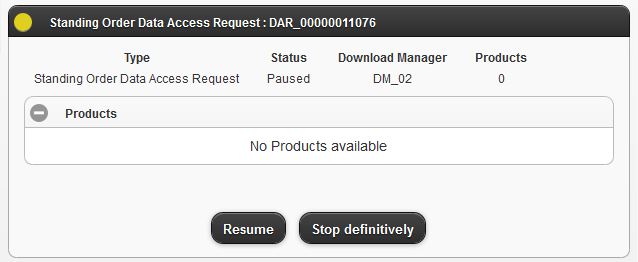 Standing Order Data Access Request : DAR_00000011076
Type Status Download Manager Products
Standing Order Data Access Request Paused DM_02 0
Products
No Products available
Resume Stop definitively